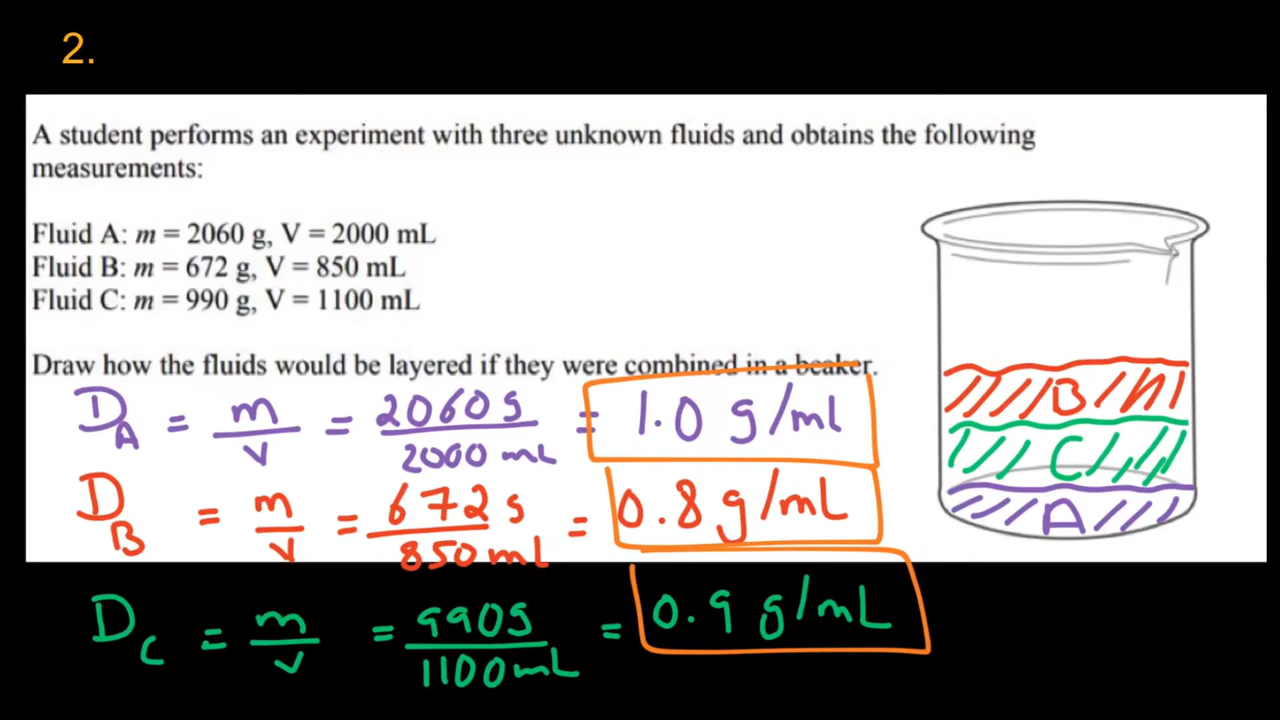 2.
A student performs an experiment with three unknown fluids and obtains the following
measurements:
Fluid A: m = 2060 g, V = 2000 mL
Fluid B: m = 672 g, V = 850 mL
Fluid C: m = 990 g, V = 1100 mL
Draw how the fluids would be layered if they were combined in a beaker.
D_A = m/v = 2060g/2000 mL = 1.0 g/mL
D_B = m/v = 672g/850mL = 0.8g/mL
D_C = m/v = 990g/1100mL = 0.9 g/mL
B
C
A